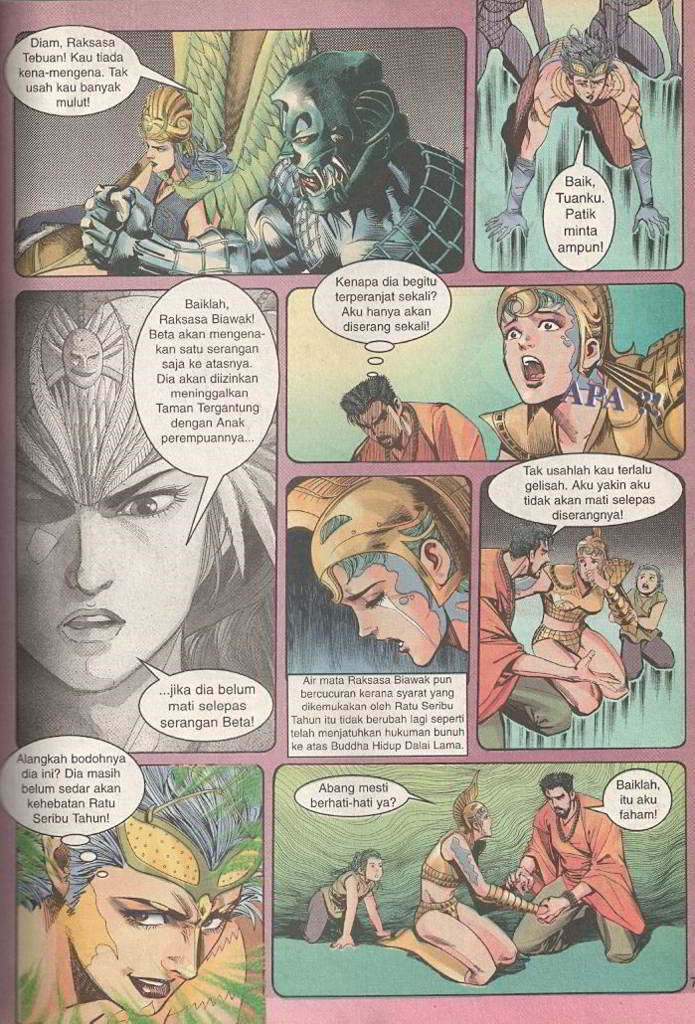 Diam, Raksasa
Tebuan! Kau tiada
kena-mengena. Tak
usah kau banyak
mulut!
Baik,
Tuanku.
Patik
minta
ampun!
Baiklah,
Raksasa Biawak!
Beta akan mengena-
kan satu serangan
saja ke atasnya.
Dia akan diizinkan
meninggalkan
Taman Tergantung
dengan Anak
perempuannya...
...jika dia belum
mati selepas
serangan Beta!
Kenapa dia begitu
terperanjat sekali?
Aku hanya akan
diserang sekali!
APA ?!
Air mata Raksasa Biawak pun
bercucuran kerana syarat yang
dikemukakan oleh Ratu Seribu
Tahun itu tidak berubah lagi seperti
telah menjatuhkan hukuman bunuh
ke atas Buddha Hidup Dalai Lama.
Tak usahlah kau terlalu
gelisah. Aku yakin aku
tidak akan mati selepas
diserangnya!
Alangkah bodohnya
dia ini? Dia masih
belum sedar akan
kehebatan Ratu
Seribu Tahun!
Abang mesti
berhati-hati ya?
Baiklah,
itu aku
faham!